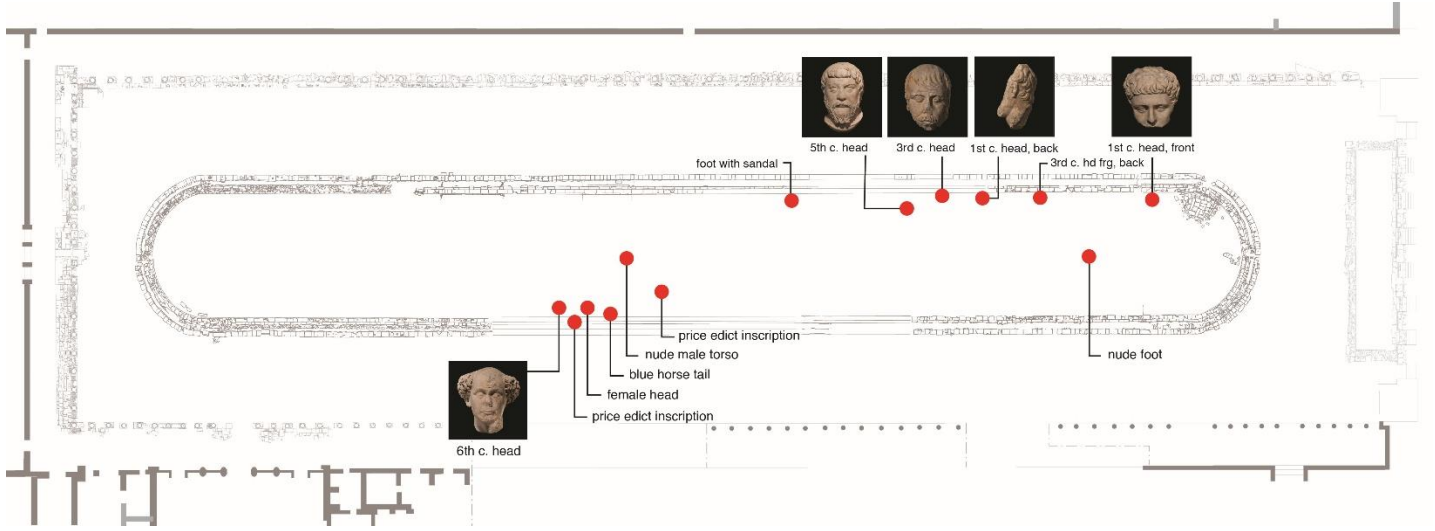 5th c. head
3rd c. head
1st c. head, back
1st c. head, front
foot with sandal
3rd c. hd frg, back
price edict inscription
nude male torso
nude foot
blue horse tail
female head
price edict inscription
6th c. head